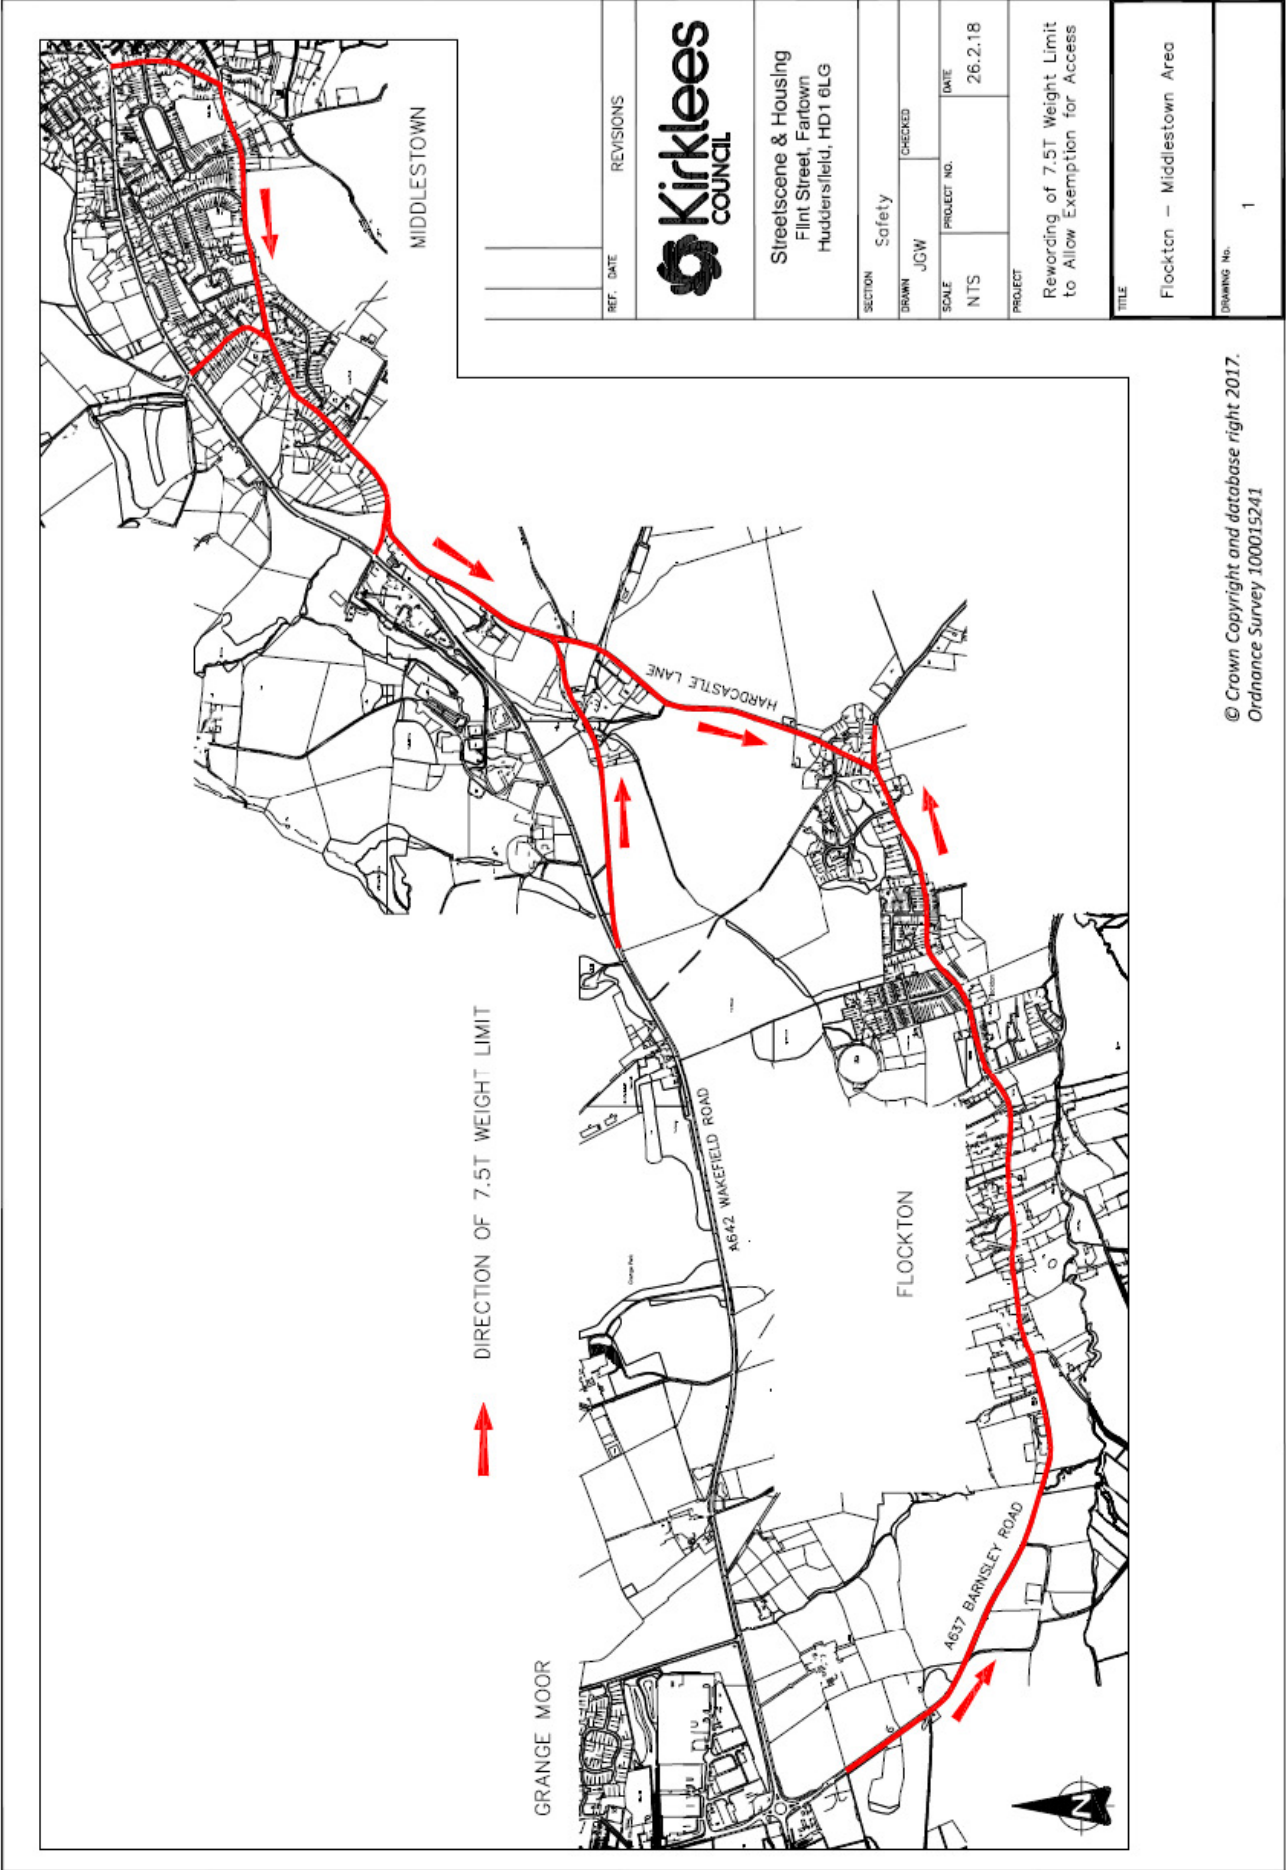 MIDDLESTOWN
HARDCASTLE LANE
DIRECTION OF 7.5T WEIGHT LIMIT
A642 WAKEFIELD ROAD
FLOCKTON
GRANGE MOOR
A637 BARNSLEY ROAD
N
REF. DATE REVISIONS
Kirklees
COUNCIL
Streetscene & Housing
Flint Street, Fartown
Huddersfield, HD1 6LG
SECTION
Safety
DRAWN CHECKED
JGW
SCALE PROJECT NO. DATE
NTS 26.2.18
PROJECT
Rewording of 7.5T Weight Limit
to Allow Exemption for Access
TITLE
Flockton – Middlestown Area
DRAWING No.
1
© Crown Copyright and database right 2017.
Ordnance Survey 100015241